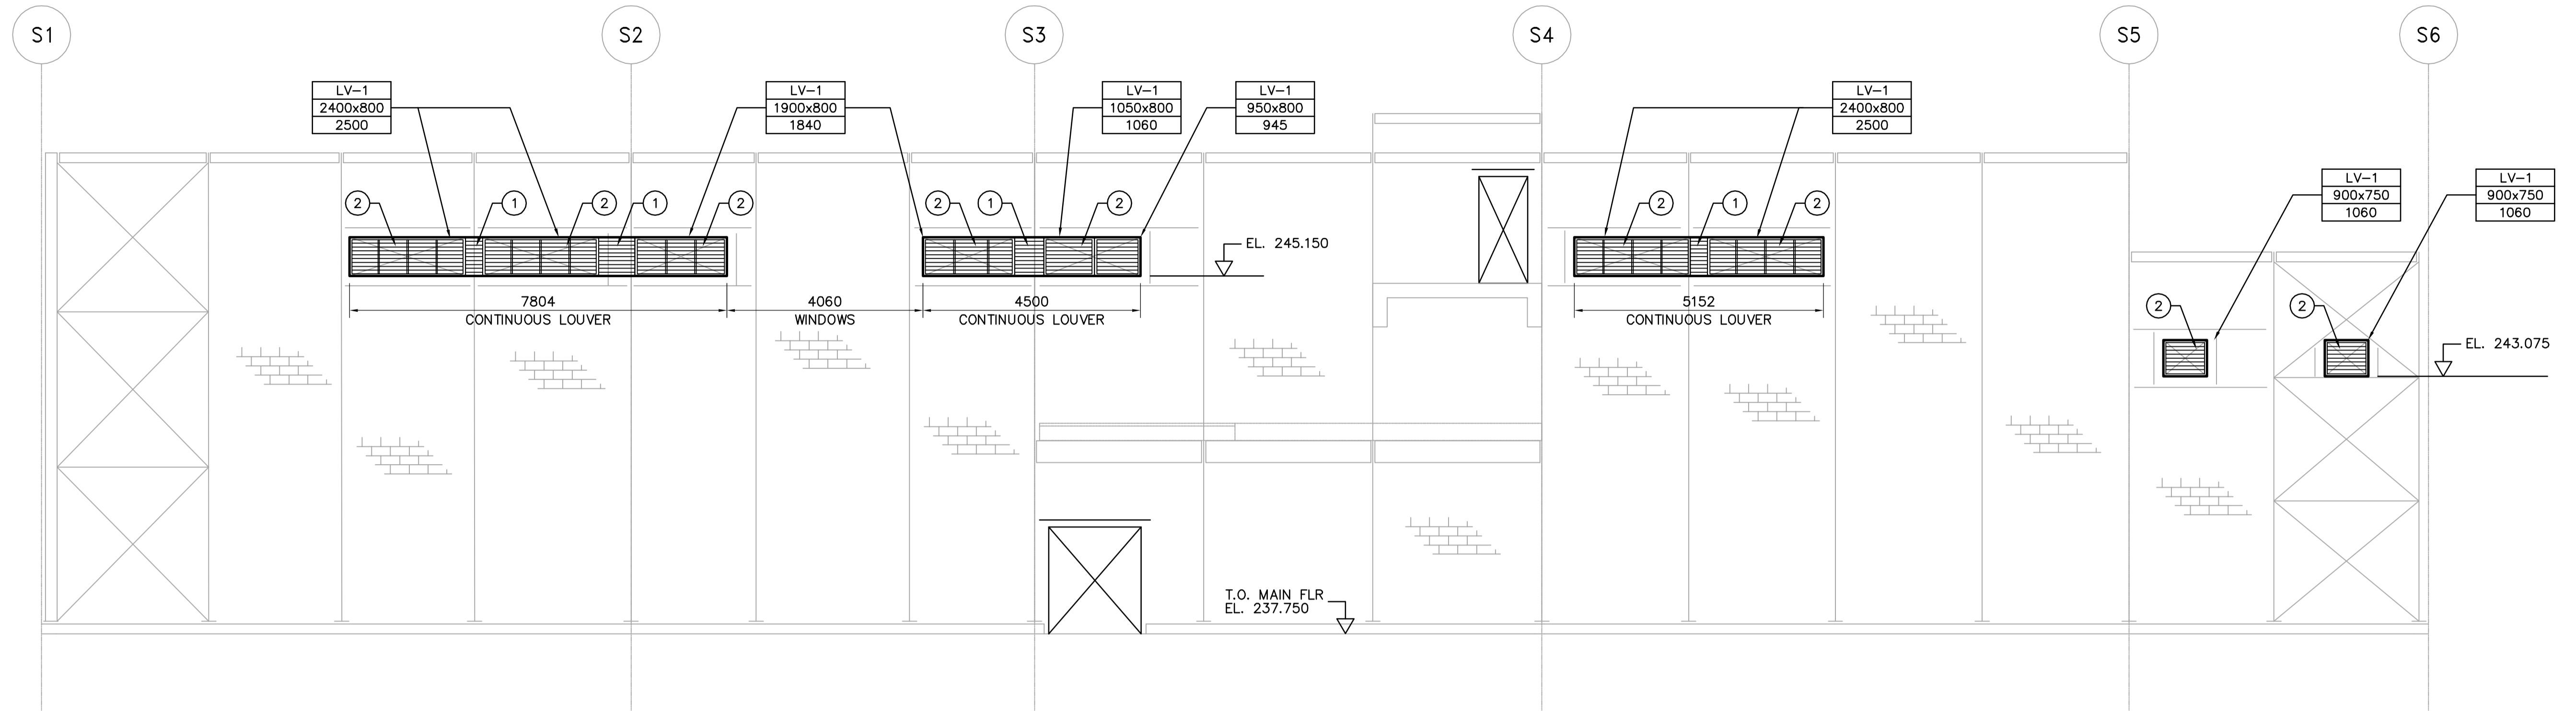 S1
S2
S3
S4
S5
S6
LV-1
2400x800
2500
LV-1
1900x800
1840
LV-1
1050x800
1060
LV-1
950x800
945
LV-1
2400x800
2500
LV-1
900x750
1060
LV-1
900x750
1060
2
1
2
1
2
2
1
2
2
1
2
EL. 245.150
7804
CONTINUOUS LOUVER
4060
WINDOWS
4500
CONTINUOUS LOUVER
5152
CONTINUOUS LOUVER
2
2
EL. 243.075
T.O. MAIN FLR
EL. 237.750